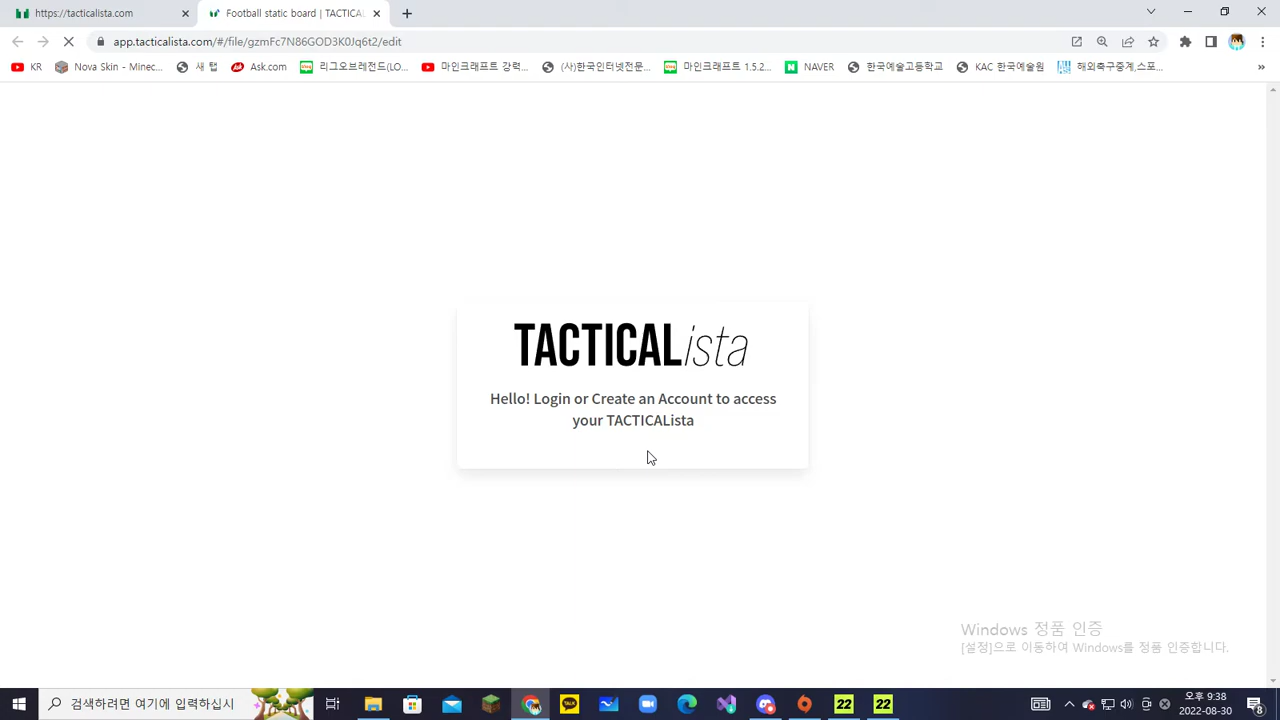 https://tacticalista.com
Football static board | TACTICAL
app.tacticalista.com/#/file/gzmFc7N86GOD3K0Jq6t2/edit
KR
Nova Skin - Minec...
새 탭
Ask.com
리그오브레전드(LO...
마인크래프트 강력...
(사)한국인터넷전문...
마인크래프트 1.5.2...
NAVER
한국예술고등학교
KAC 한국예술원
해외축구중계,스포...
»
TACTICALista
Hello! Login or Create an Account to access
your TACTICALista
Windows 정품 인증
[설정]으로 이동하여 Windows를 정품 인증합니다.
검색하려면 여기에 입력하십시
TALK
22
22
오후 9:38
2022-08-30
8